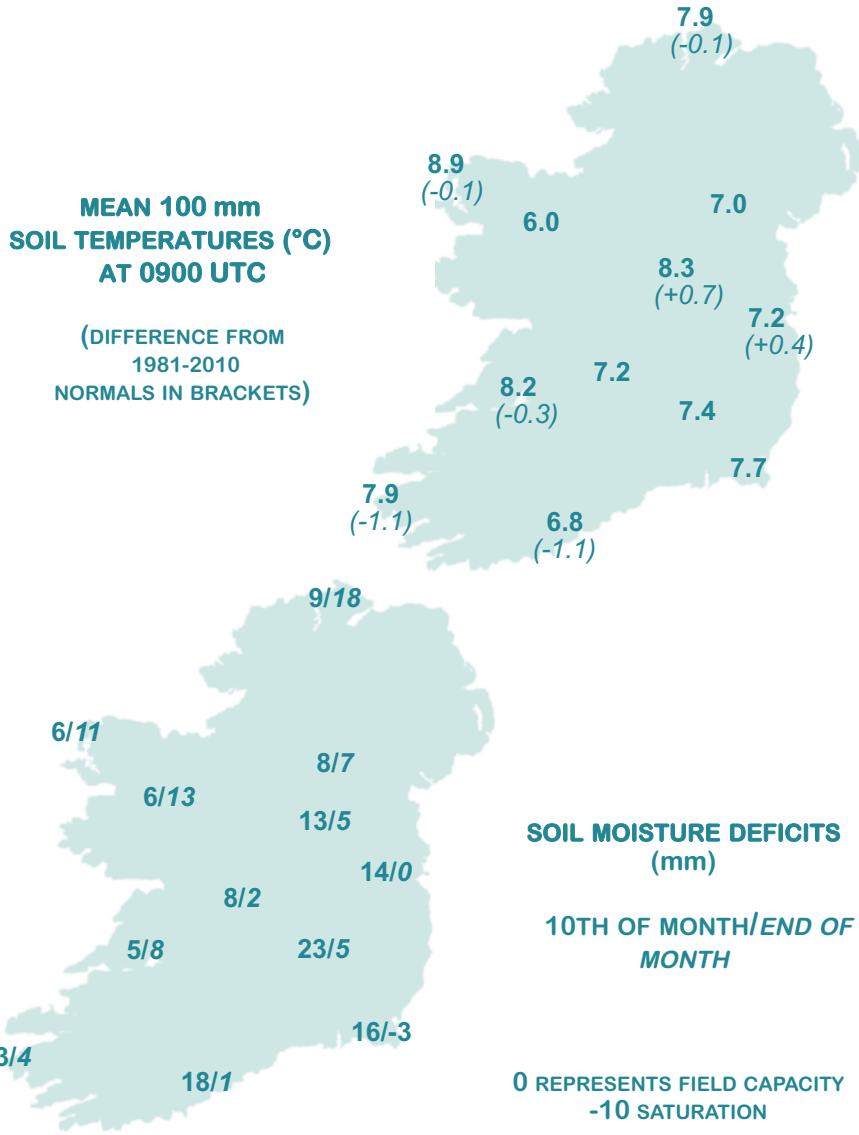 7.9
(-0.1)
8.9
(-0.1)
MEAN 100 mm
SOIL TEMPERATURES (°C)
AT 0900 UTC
6.0
7.0
8.3
(+0.7)
7.2
(+0.4)
(DIFFERENCE FROM
1981-2010
NORMALS IN BRACKETS)
7.2
8.2
(-0.3)
7.4
7.7
7.9
(-1.1)
6.8
(-1.1)
9/18
6/11
8/7
6/13
13/5
SOIL MOISTURE DEFICITS
(mm)
14/0
8/2
10TH OF MONTH/END OF
MONTH
5/8
23/5
16/-3
3/4
18/1
0 REPRESENTS FIELD CAPACITY
-10 SATURATION